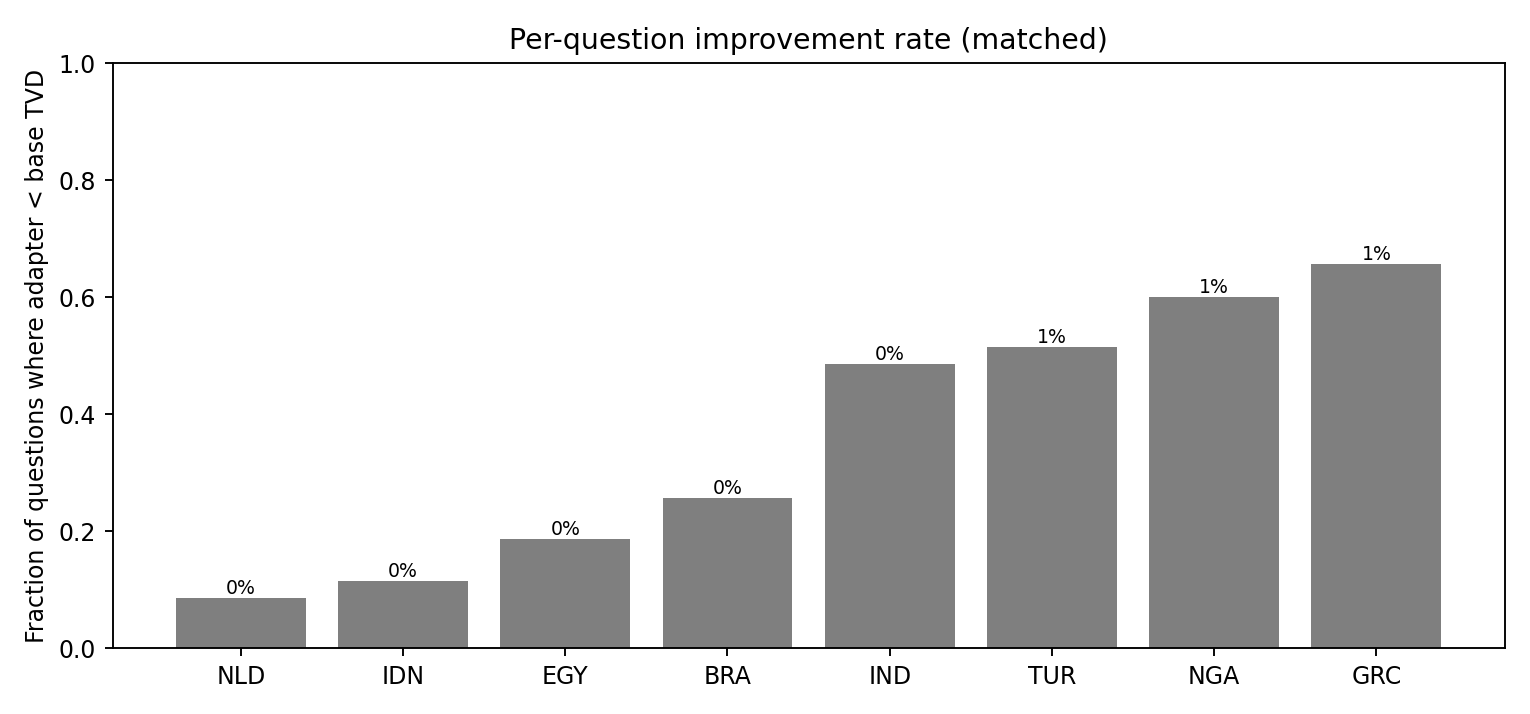 Per-question improvement rate (matched)
Fraction of questions where adapter < base TVD
1.0
0.8
0.6
0.4
0.2
0.0
0%
0%
0%
0%
0%
1%
1%
1%
NLD
IDN
EGY
BRA
IND
TUR
NGA
GRC